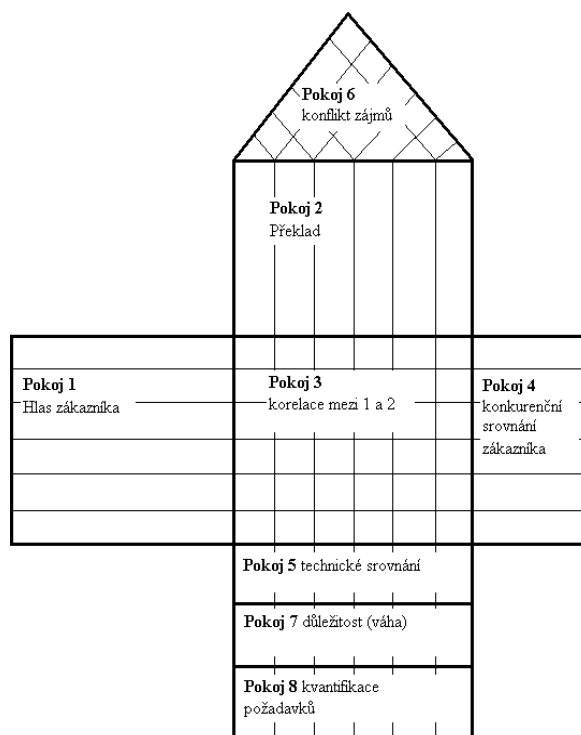 Pokoj 6
konflikt zájmů
Pokoj 2
Překlad
Pokoj 1
Hlas zákazníka
Pokoj 3
korelace mezi 1 a 2
Pokoj 4
konkurenční
srovnání
zákazníka
Pokoj 5 technické srovnání
Pokoj 7 důležitost (váha)
Pokoj 8 kvantifikace
požadavků